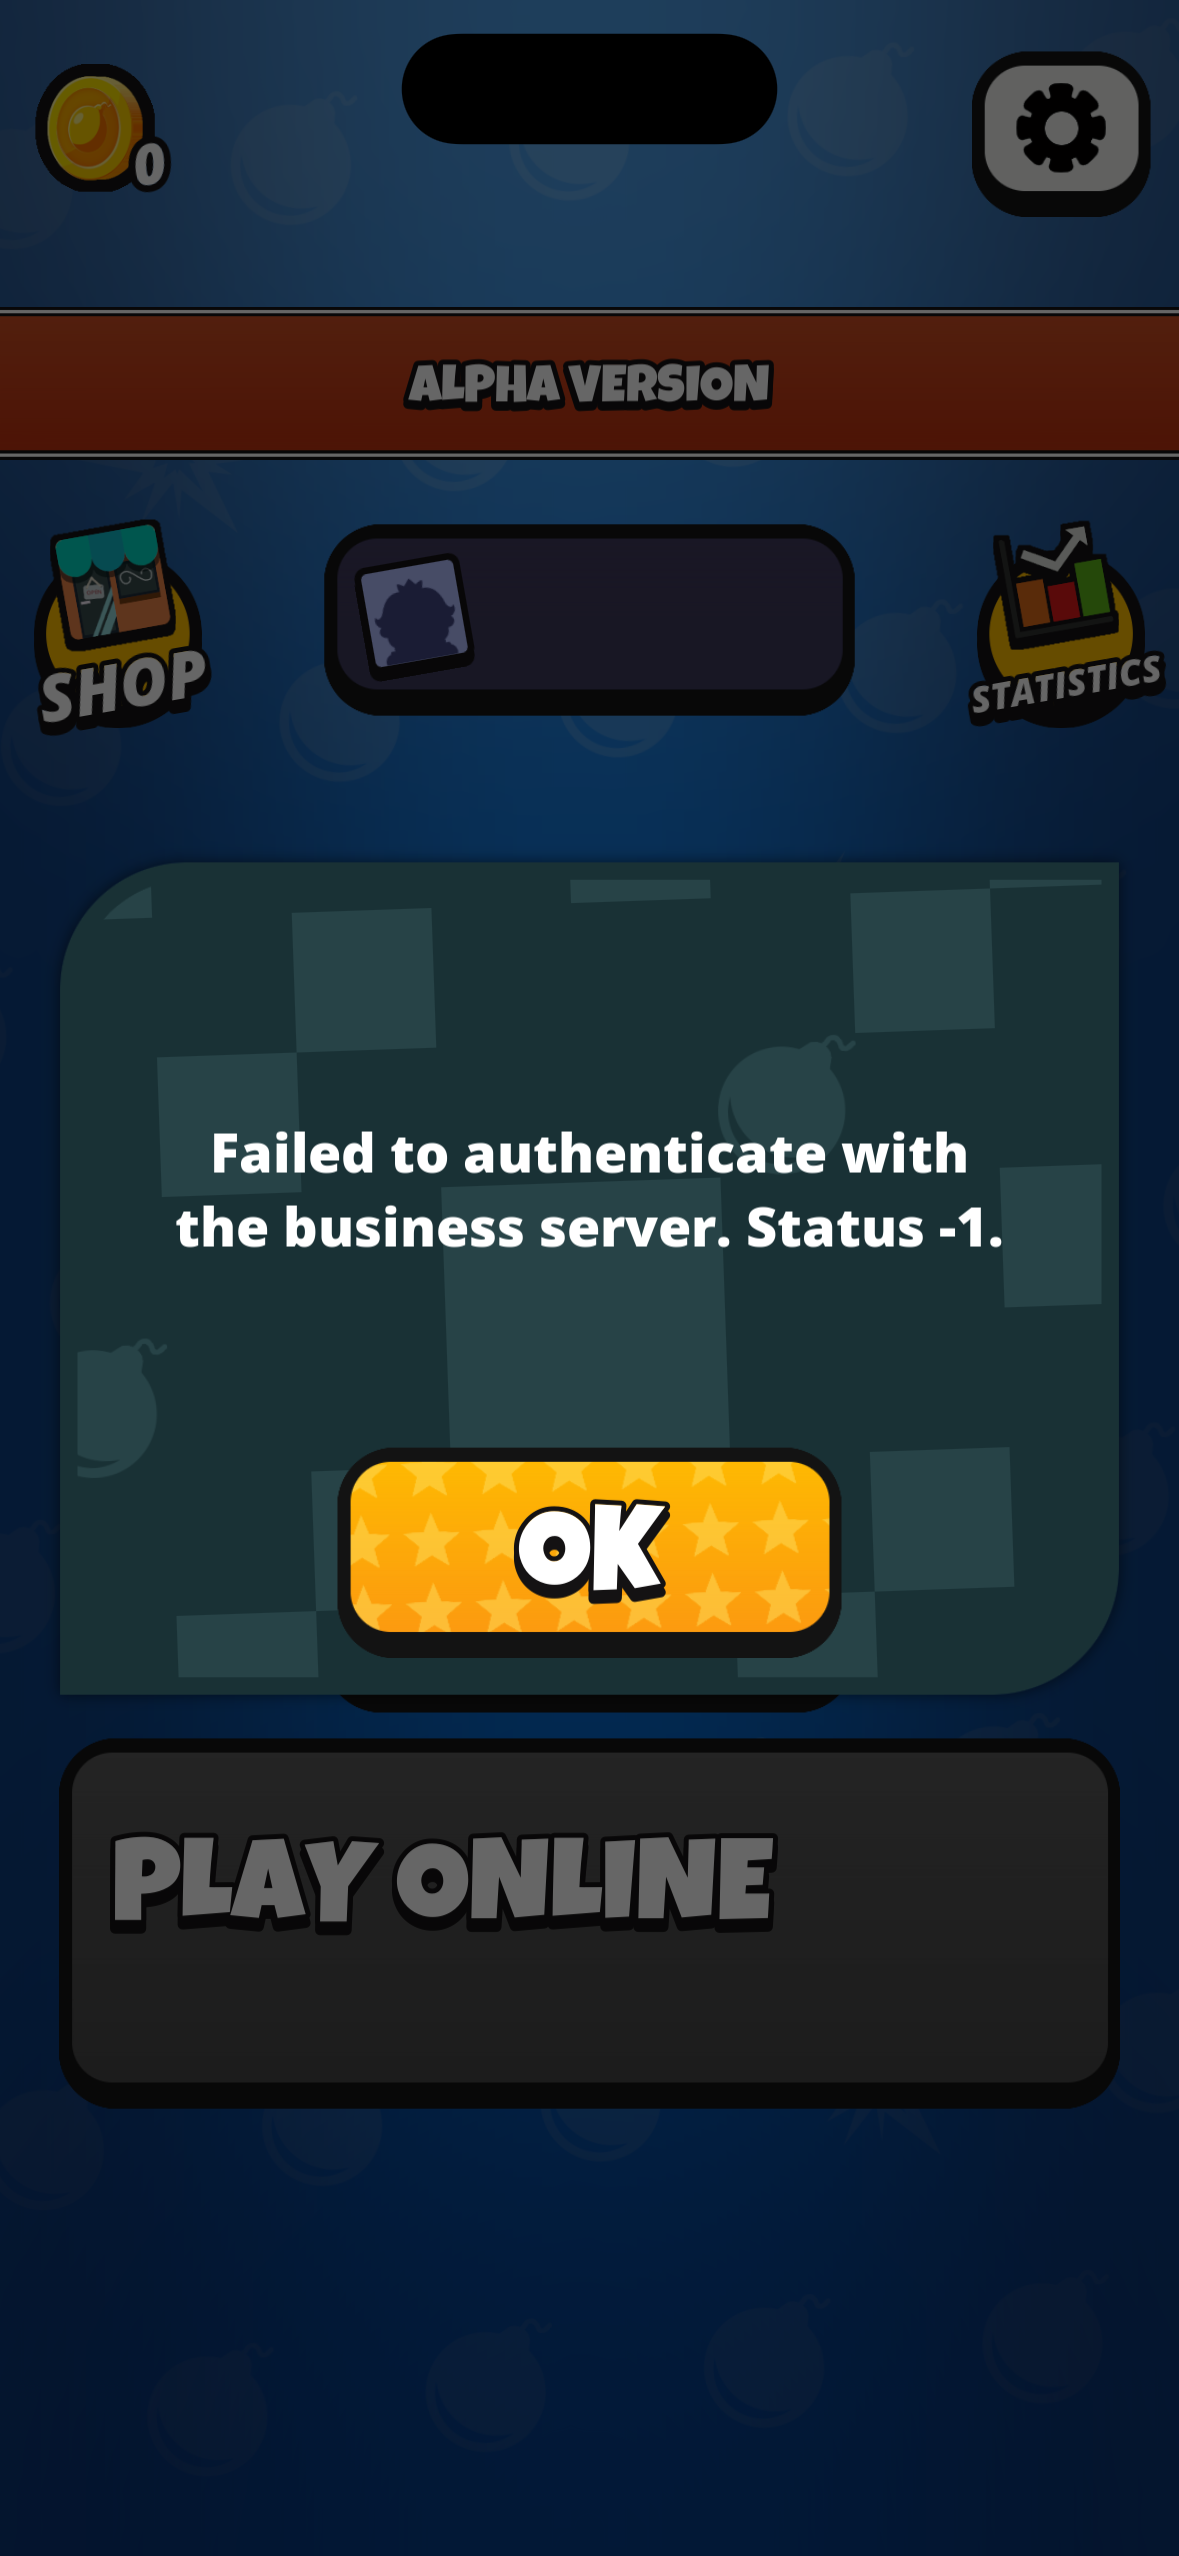 0
ALPHA VERSION
SHOP
STATISTICS
Failed to authenticate with
the business server. Status -1.
OK
PLAY ONLINE